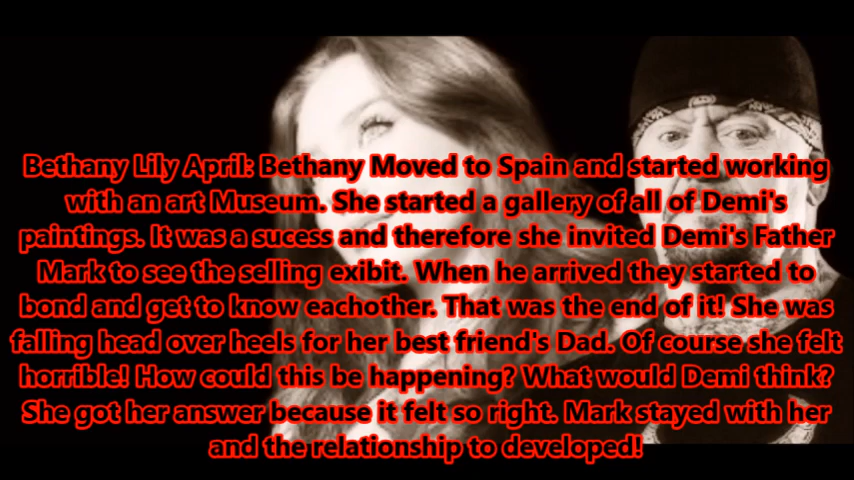 Bethany Lily April: Bethany Moved to Spain and started working
with an art Museum. She started a gallery of all of Demi's
paintings. It was a sucess and therefore she invited Demi's Father
Mark to see the selling exibit. When he arrived they started to
bond and get to know eachother. That was the end of it! She was
falling head over heels for her best friend's Dad. Of course she felt
horrible! How could this be happening? What would Demi think?
She got her answer because it felt so right. Mark stayed with her
and the relationship to developed!